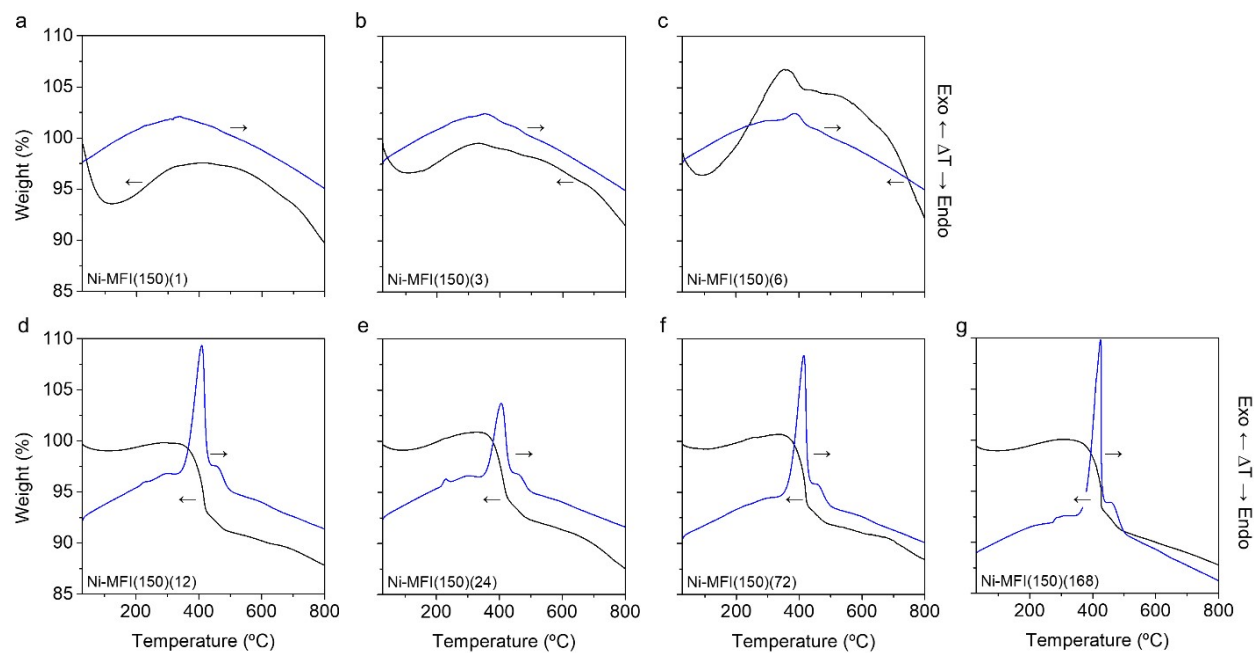 a
b
c
110
105
100
95
90
85
Weight (%)
→
←
Ni-MFI(150)(1)
→
←
Ni-MFI(150)(3)
→
←
Ni-MFI(150)(6)
Exo ← ΔT → Endo
d
e
f
g
110
105
100
95
90
85
Weight (%)
→
←
Ni-MFI(150)(12)
→
←
Ni-MFI(150)(24)
→
←
Ni-MFI(150)(72)
→
←
Ni-MFI(150)(168)
Exo ← ΔT → Endo
200 400 600 800
200 400 600 800
200 400 600 800
200 400 600 800
Temperature (ºC)
Temperature (ºC)
Temperature (ºC)
Temperature (ºC)